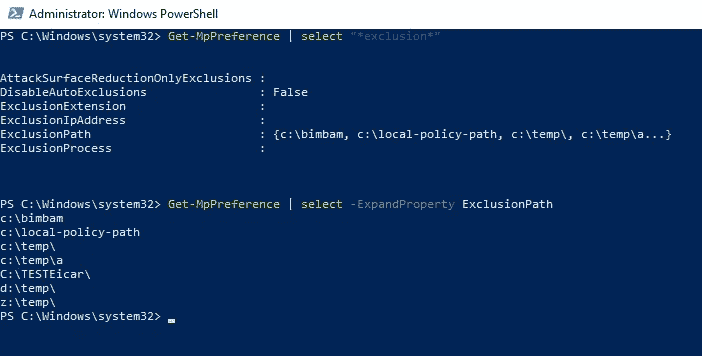 Administrator: Windows PowerShell
PS C:\Windows\system32> Get-MpPreference | select "*exclusion*"
AttackSurfaceReductionOnlyExclusions :
DisableAutoExclusions : False
ExclusionExtension :
ExclusionIpAddress :
ExclusionPath : {c:\bimbam, c:\local-policy-path, c:\temp\, c:\temp\a...}
ExclusionProcess :
PS C:\Windows\system32> Get-MpPreference | select -ExpandProperty ExclusionPath
c:\bimbam
c:\local-policy-path
c:\temp\
c:\temp\a
C:\TESTEicar\
d:\temp\
z:\temp\
PS C:\Windows\system32>